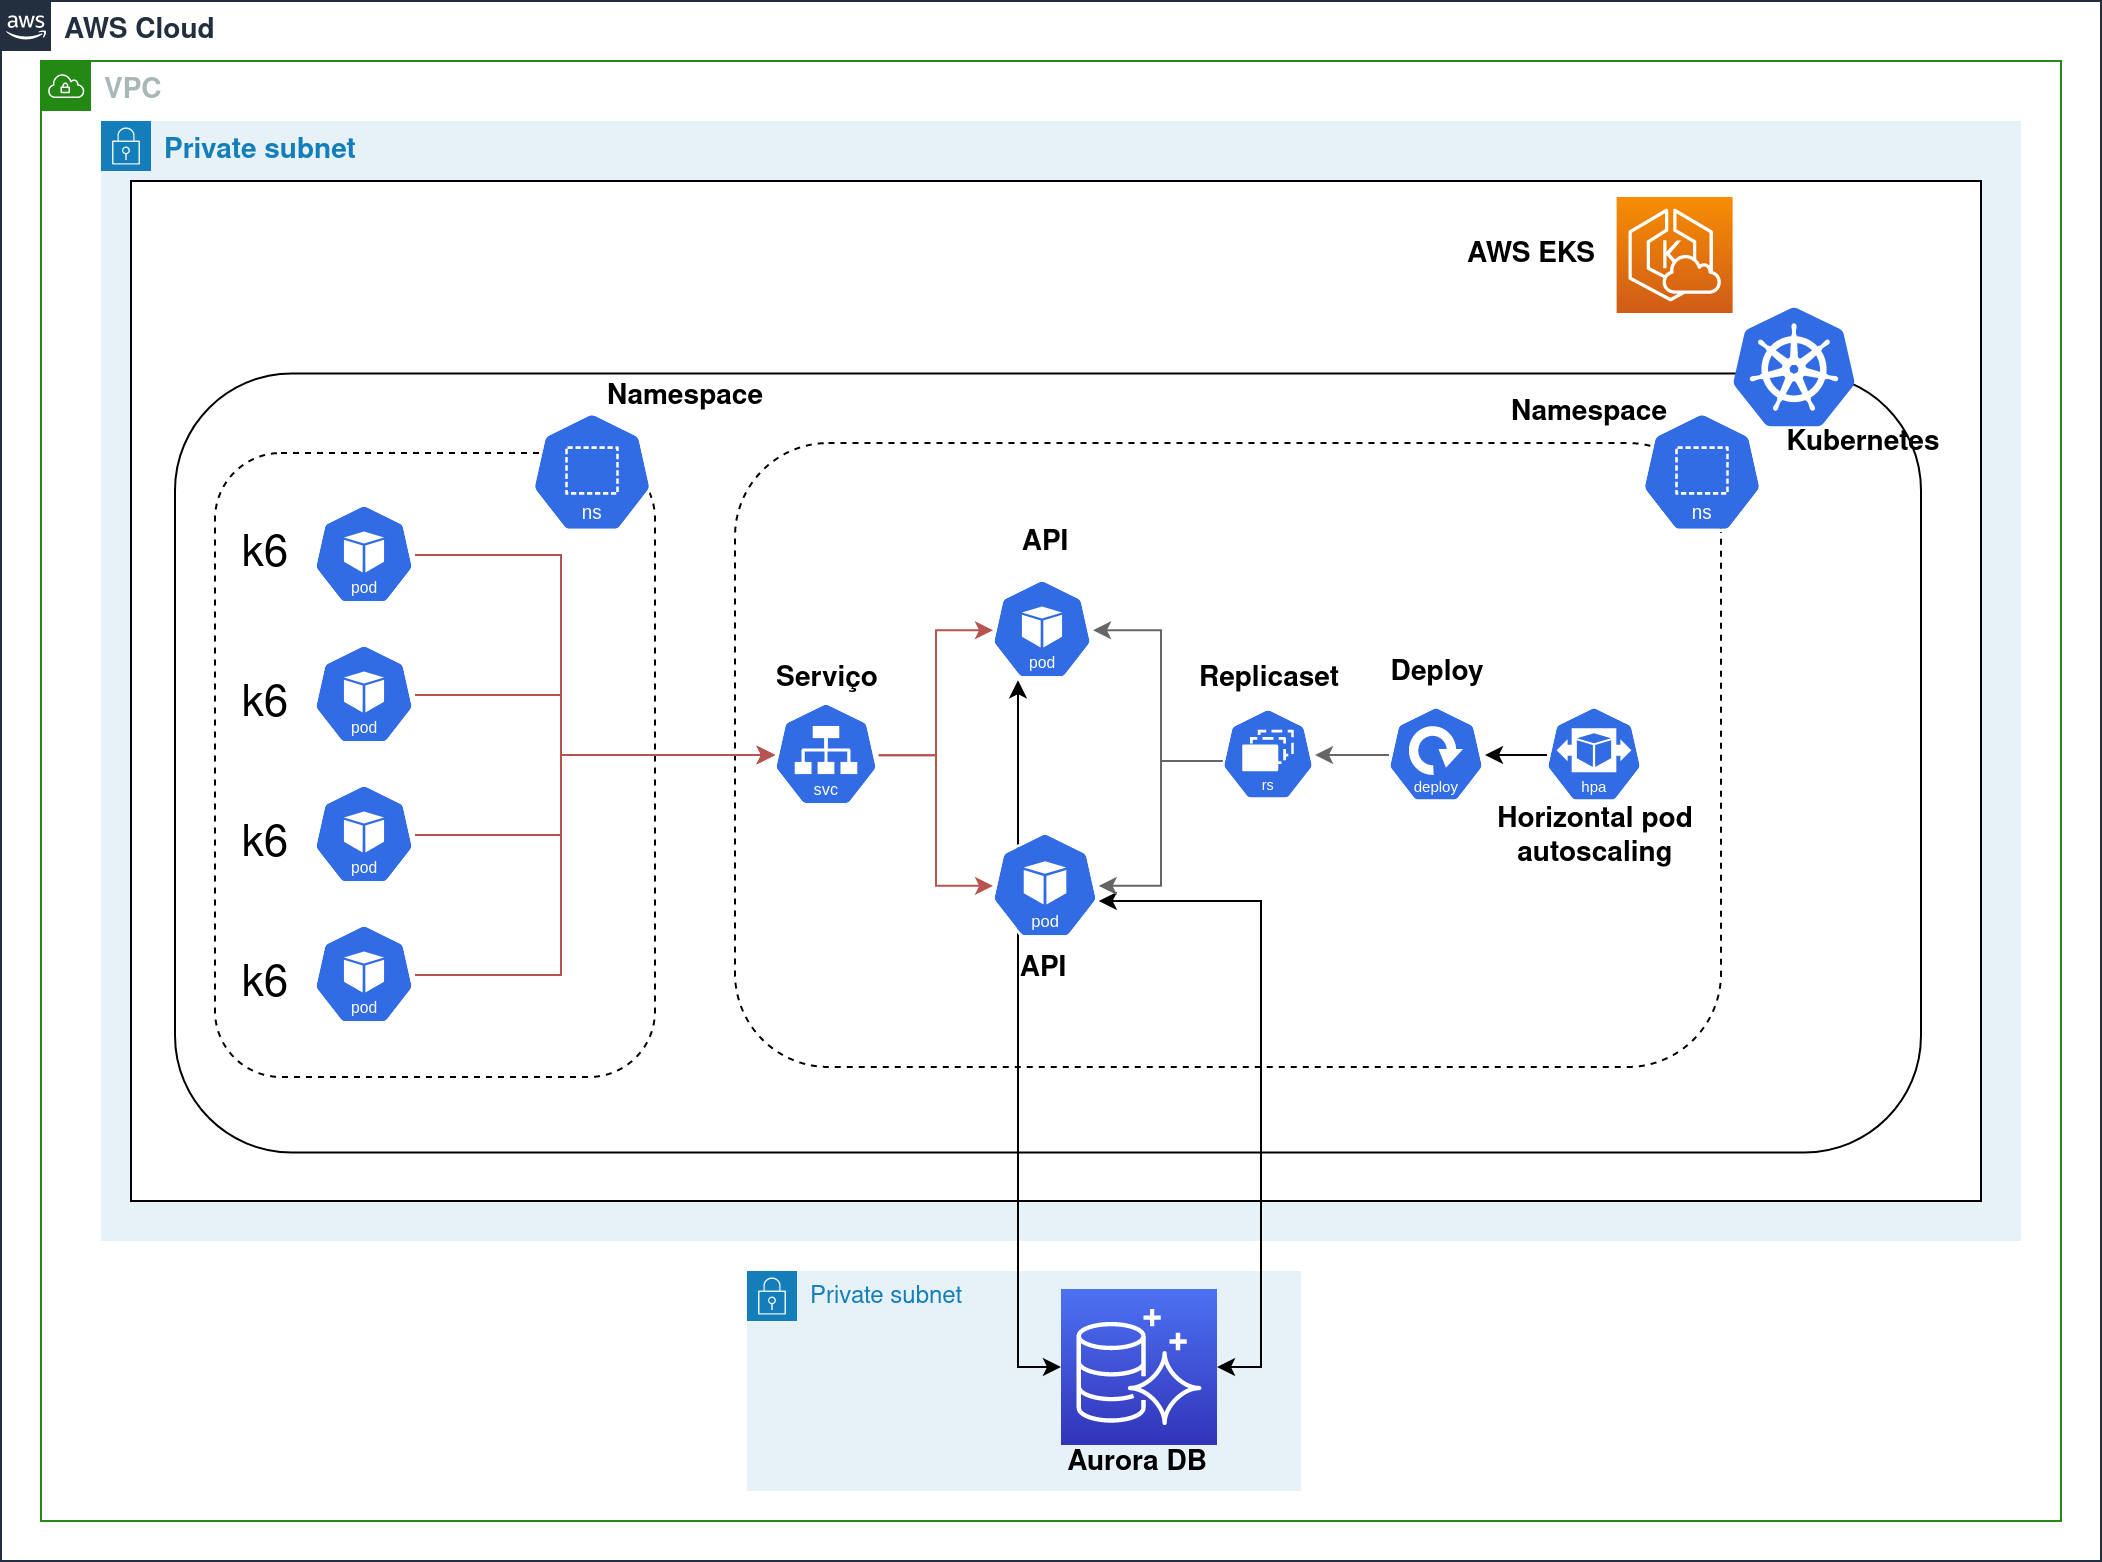 aws
AWS Cloud
VPC
Private subnet
AWS EKS
Kubernetes
Namespace
ns
Namespace
ns
k6
pod
k6
pod
k6
pod
k6
pod
API
pod
Serviço
svc
Replicaset
rs
Deploy
deploy
hpa
Horizontal pod
autoscaling
pod
API
Private subnet
Aurora DB